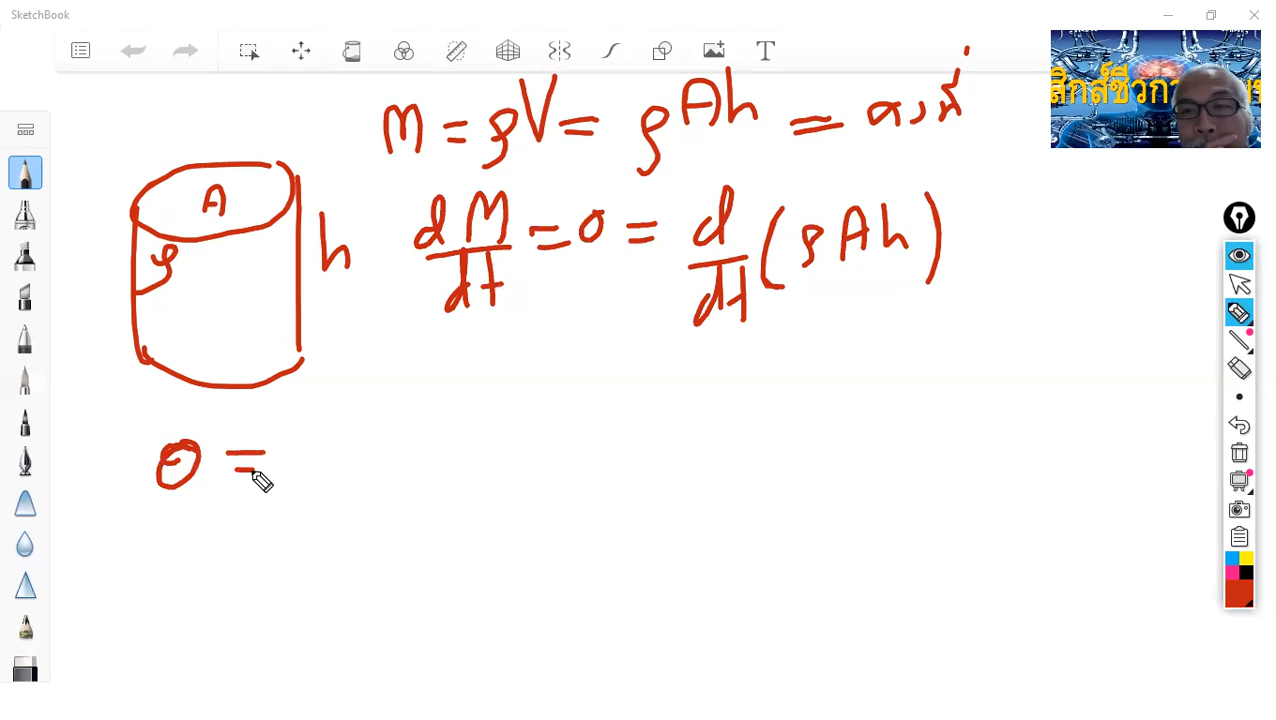 SketchBook
M = ρV = ρAh = คงที่
A
ρ
h
dM/dt = 0 = d/dt (ρAh)
0 =
T